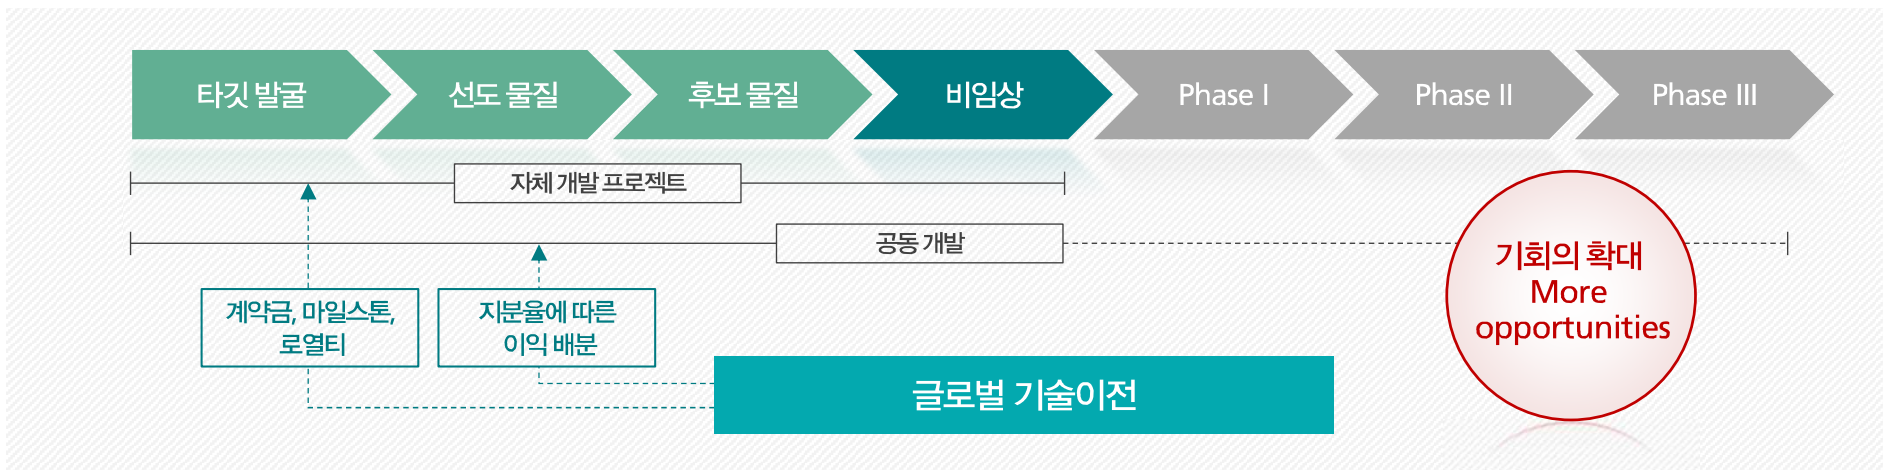 타깃 발굴
선도 물질
후보 물질
비임상
Phase I
Phase II
Phase III
자체 개발 프로젝트
공동 개발
계약금, 마일스톤,
로열티
지분율에 따른
이익 배분
기회의 확대
More
opportunities
글로벌 기술이전